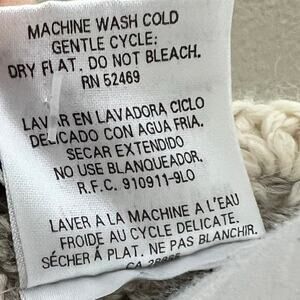 MACHINE WASH COLD
GENTLE CYCLE;
DRY FLAT. DO NOT BLEACH.
RN 52469
LAVAR EN LAVADORA CICLO
DELICADO CON AGUA FRIA.
SECAR EXTENDIDO
NO USE BLANQUEADOR.
R.F.C. 910911-9LO
LAVER A LA MACHINE A L'EAU
FROIDE AU CYCLE DELICATE.
SÉCHER Á PLAT. NE PAS BLANCHIR.
CA